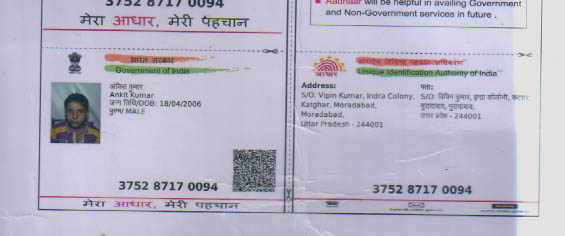 3752 8717 0094
मेरा आधार, मेरी पहचान
Aadhaar will be helpful in availing Government
and Non-Government services in future .
भारत सरकार
Government of India
अंकित कुमार
Ankit Kumar
जन्म तिथि/DOB: 18/04/2006
पुरुष/ MALE
3752 8717 0094
मेरा आधार, मेरी पहचान
आधार
भारतीय विशिष्ट पहचान प्राधिकरण
Unique Identification Authority of India
Address:
S/O: Vipin Kumar, Indra Colony,
Katghar, Moradabad,
Moradabad,
Uttar Pradesh - 244001
पता:
S/O: विपिन कुमार, इन्द्रा कॉलोनी, कटघर,
मुरादाबाद, मुरादाबाद,
उत्तर प्रदेश - 244001
3752 8717 0094